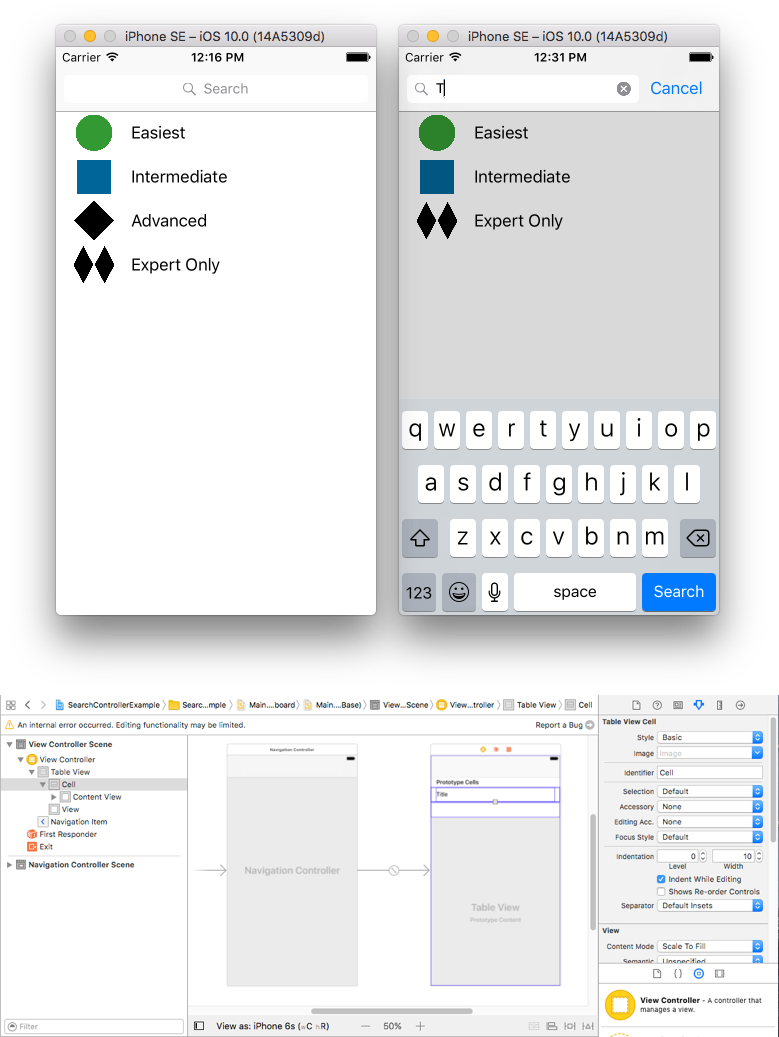 iPhone SE – iOS 10.0 (14A5309d)
Carrier 12:16 PM
Search
Easiest
Intermediate
Advanced
Expert Only
iPhone SE – iOS 10.0 (14A5309d)
Carrier 12:31 PM
T Cancel
Easiest
Intermediate
Expert Only
q w e r t y u i o p
a s d f g h j k l
z x c v b n m
123 space Search
SearchControllerExample Searc...mple Main....board) Main....Base) View...Scene View...troller Table View Cell
An internal error occurred. Editing functionality may be limited. Report a Bug
View Controller Scene
View Controller
Table View
Cell
Content View
View
Navigation Item
First Responder
Exit
Navigation Controller Scene
Filter
Navigation Controller
Navigation Controller
Prototype Cells
Title
Table View
Prototype Content
View as: iPhone 6s (wC hR) — 50% +
Table View Cell
Style Basic
Image Image
Identifier Cell
Selection Default
Accessory None
Editing Acc. None
Focus Style Default
Indentation 0 10
Level Width
Indent While Editing
Shows Re-order Controls
Separator Default Insets
View
Content Mode Scale To Fill
Semantic Unspecified
{ }
View Controller - A controller that
manages a view.